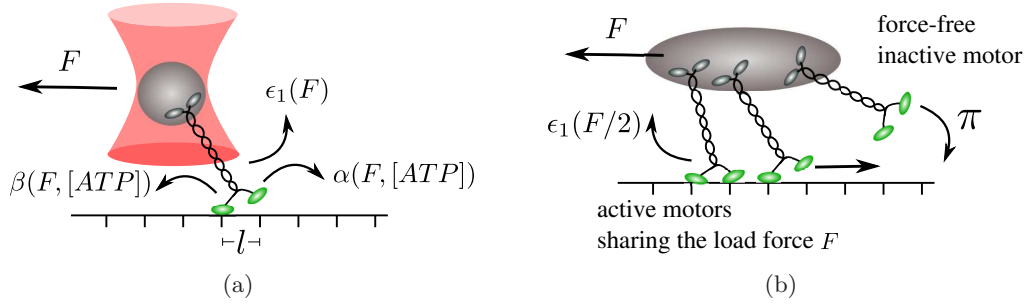 F
ϵ₁(F)
β(F, [ATP])
α(F, [ATP])
l
(a)
F
force-free
inactive motor
ϵ₁(F/2)
π
active motors
sharing the load force F
(b)